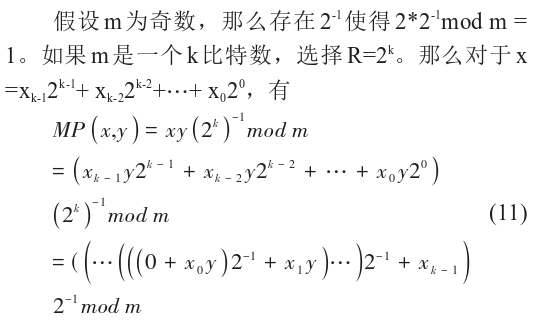 假设m为奇数，那么存在2⁻¹使得2*2⁻¹mod m =
1。如果m是一个k比特数，选择R=2ᵏ。那么对于x
=xₖ₋₁2ᵏ⁻¹+ xₖ₋₂2ᵏ⁻²+⋯+ x₀2⁰，有
MP(x,y) = xy(2ᵏ)⁻¹mod m
= (xₖ₋₁y2ᵏ⁻¹ + xₖ₋₂y2ᵏ⁻² + ⋯ + x₀y2⁰)
(2ᵏ)⁻¹mod m (11)
= ((⋯(((0 + x₀y)2⁻¹ + x₁y)⋯)2⁻¹ + xₖ₋₁)
2⁻¹mod m